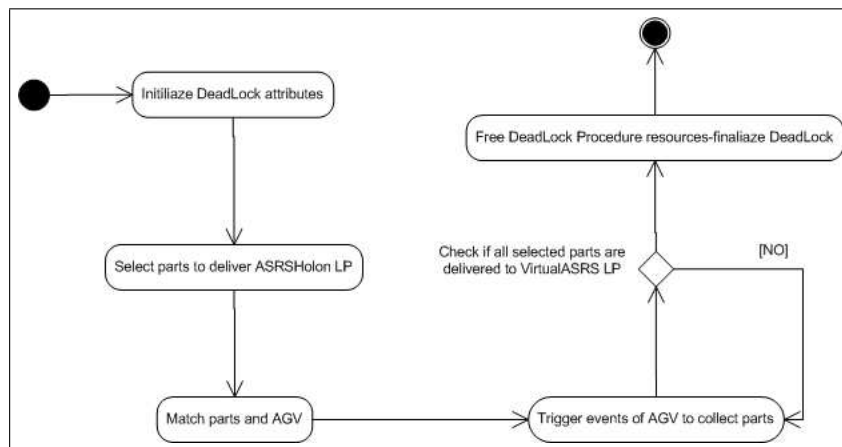 Initiliaze DeadLock attributes
Select parts to deliver ASRSHolon LP
Match parts and AGV
Trigger events of AGV to collect parts
Check if all selected parts are
delivered to VirtualASRS LP
[NO]
Free DeadLock Procedure resources-finaliaze DeadLock